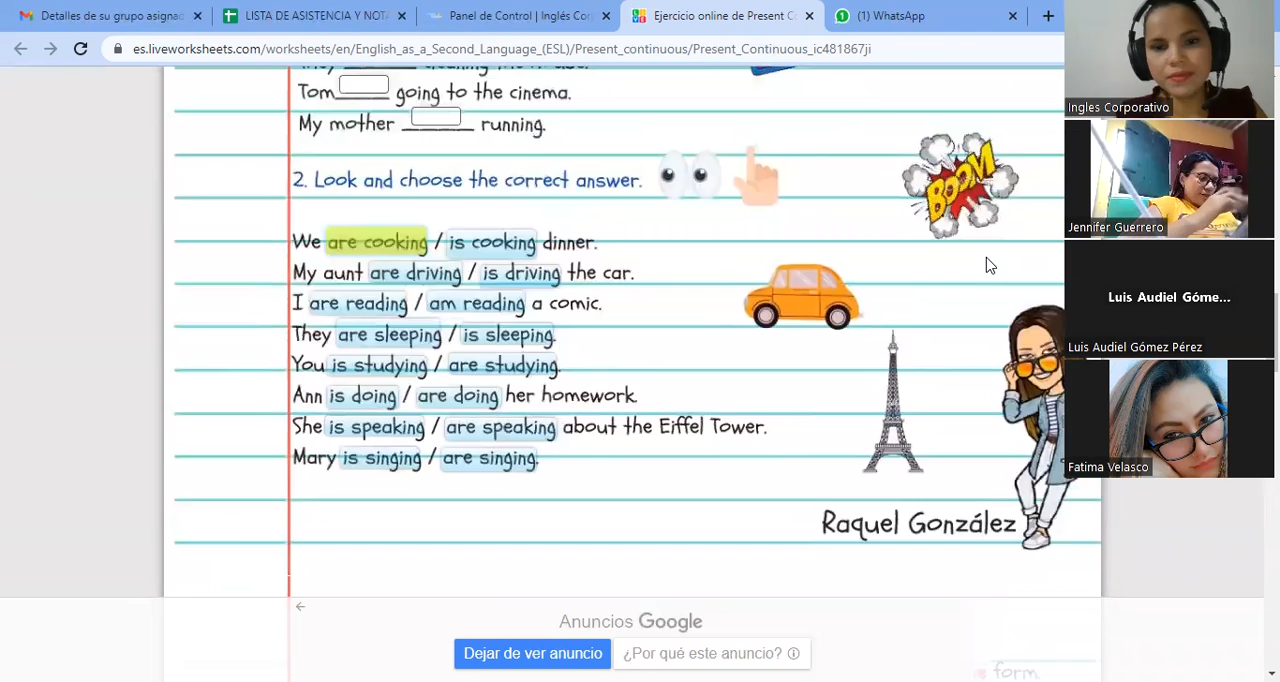 Detalles de su grupo asignad
LISTA DE ASISTENCIA Y NOTA
Panel de Control | Inglés Corp
Ejercicio online de Present Co
(1) WhatsApp
es.liveworksheets.com/worksheets/en/English_as_a_Second_Language_(ESL)/Present_continuous/Present_Continuous_ic481867ji
Tom______ going to the cinema.
My mother ________ running.
2. Look and choose the correct answer.
BOOM
We are cooking / is cooking dinner.
My aunt are driving / is driving the car.
I are reading / am reading a comic.
They are sleeping / is sleeping.
You is studying / are studying.
Ann is doing / are doing her homework.
She is speaking / are speaking about the Eiffel Tower.
Mary is singing / are singing.
Raquel González
Anuncios Google
Dejar de ver anuncio
¿Por qué este anuncio?
form
Ingles Corporativo
Jennifer Guerrero
Luis Audiel Góme...
Luis Audiel Gómez Pérez
Fatima Velasco